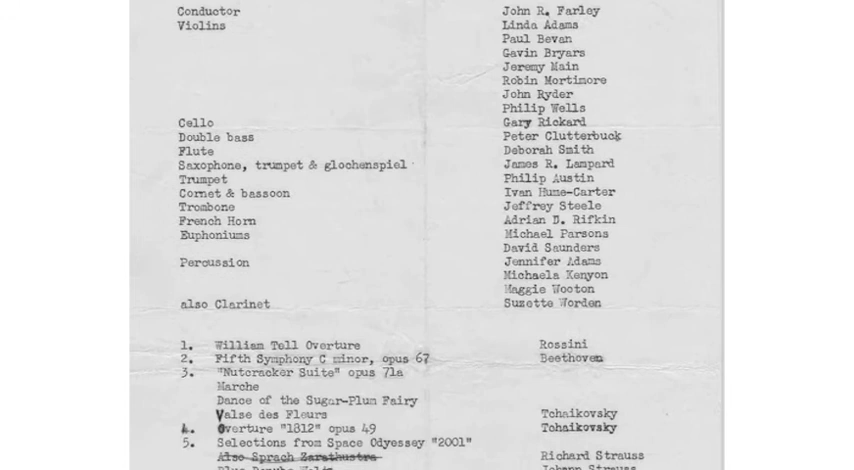 Conductor John R. Farley
Violins Linda Adams
Paul Bevan
Gavin Bryars
Jeremy Main
Robin Mortimore
John Ryder
Philip Wells
Cello Gary Rickard
Double bass Peter Clutterbuck
Flute Deborah Smith
Saxophone, trumpet & glochenspiel James R. Lampard
Trumpet Philip Austin
Cornet & bassoon Ivan Hume-Carter
Trombone Jeffrey Steele
French Horn Adrian D. Rifkin
Euphoniums Michael Parsons
David Saunders
Percussion Jennifer Adams
Michaela Kenyon
Maggie Wooton
also Clarinet Suzette Worden
1. William Tell Overture Rossini
2. Fifth Symphony C minor, opus 67 Beethoven
3. "Nutcracker Suite" opus 71a
Marche
Dance of the Sugar-Plum Fairy
Valse des Fleurs Tchaikovsky
4. Overture "1812" opus 49 Tchaikovsky
5. Selections from Space Odyssey "2001"
Also Sprach Zarathustra Richard Strauss
Blue Danube Waltz Johann Strauss